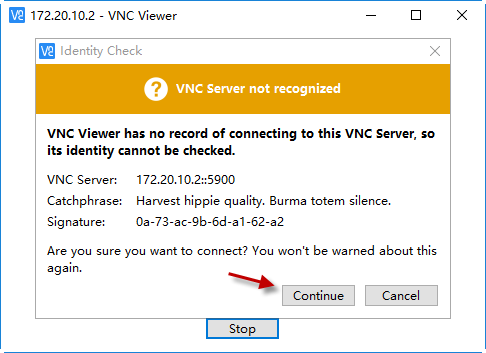 172.20.10.2 - VNC Viewer
Identity Check
VNC Server not recognized
VNC Viewer has no record of connecting to this VNC Server, so
its identity cannot be checked.
VNC Server: 172.20.10.2::5900
Catchphrase: Harvest hippie quality. Burma totem silence.
Signature: 0a-73-ac-9b-6d-a1-62-a2
Are you sure you want to connect? You won't be warned about this
again.
Continue Cancel
Stop